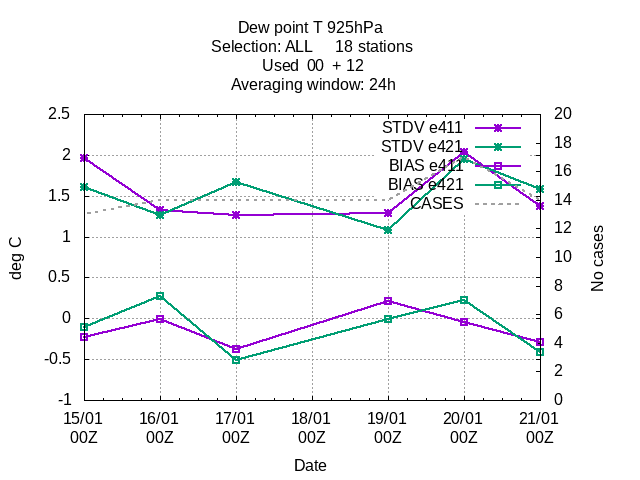 Dew point T 925hPa
Selection: ALL     18 stations
Used  00  + 12
Averaging window: 24h
2.5
2
1.5
1
0.5
0
-0.5
-1
deg C
20
18
16
14
12
10
8
6
4
2
0
No cases
STDV e411
STDV e421
BIAS e411
BIAS e421
CASES
15/01 16/01 17/01 18/01 19/01 20/01 21/01
00Z 00Z 00Z 00Z 00Z 00Z 00Z
Date